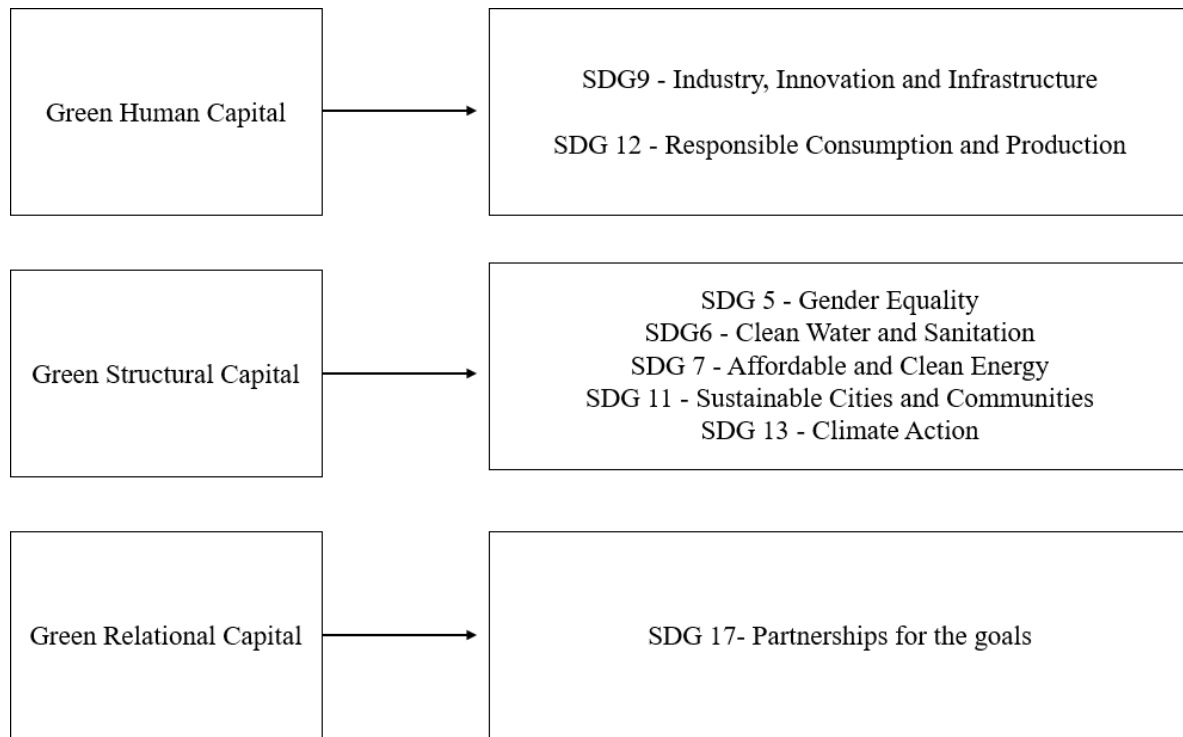 Green Human Capital
SDG9 - Industry, Innovation and Infrastructure
SDG 12 - Responsible Consumption and Production
Green Structural Capital
SDG 5 - Gender Equality
SDG6 - Clean Water and Sanitation
SDG 7 - Affordable and Clean Energy
SDG 11 - Sustainable Cities and Communities
SDG 13 - Climate Action
Green Relational Capital
SDG 17- Partnerships for the goals